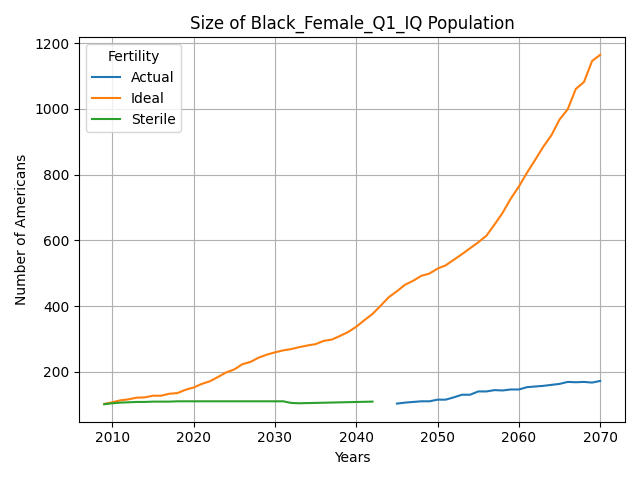 Size of Black_Female_Q1_IQ Population
Fertility
Actual
Ideal
Sterile
Number of Americans
1200
1000
800
600
400
200
2010 2020 2030 2040 2050 2060 2070
Years